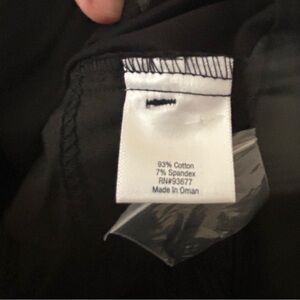 93% Cotton
7% Spandex
RN#93677
Made In Oman